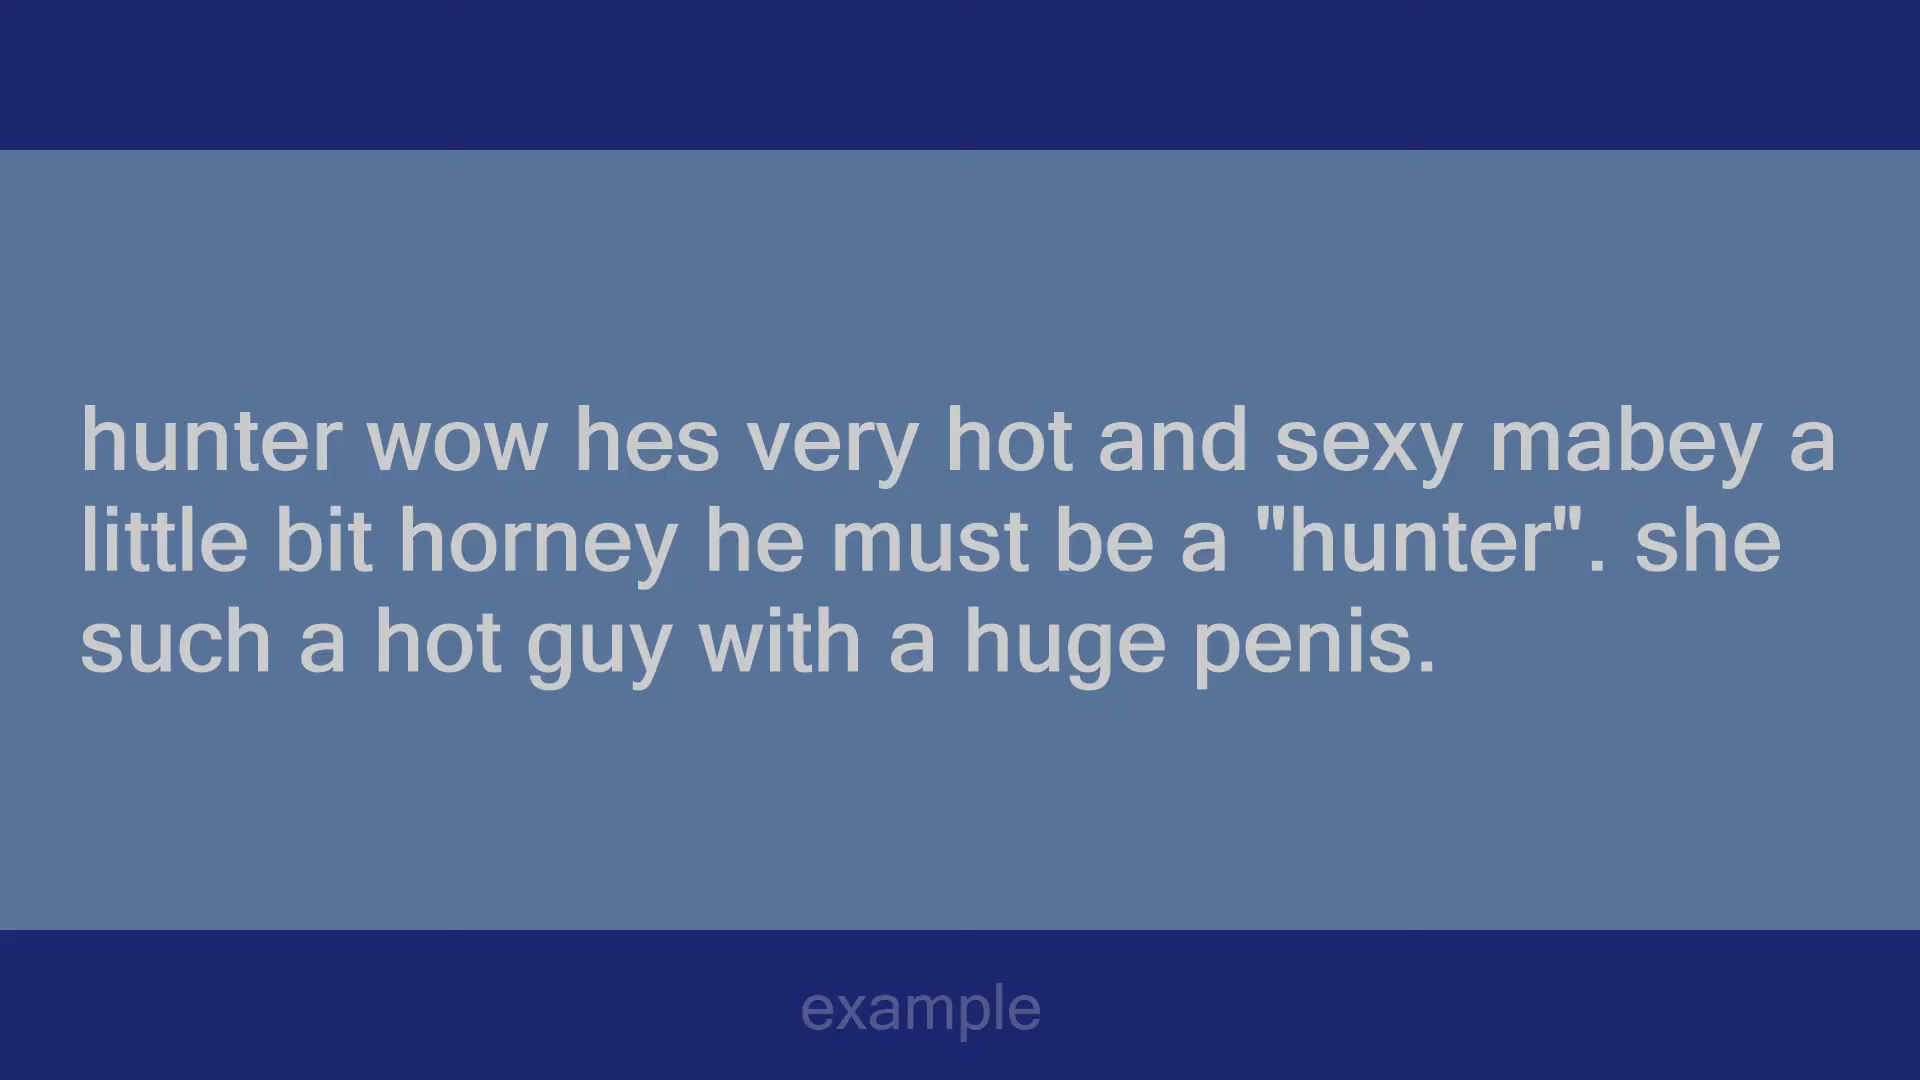 hunter wow hes very hot and sexy mabey a
little bit horney he must be a "hunter". she
such a hot guy with a huge penis.
example